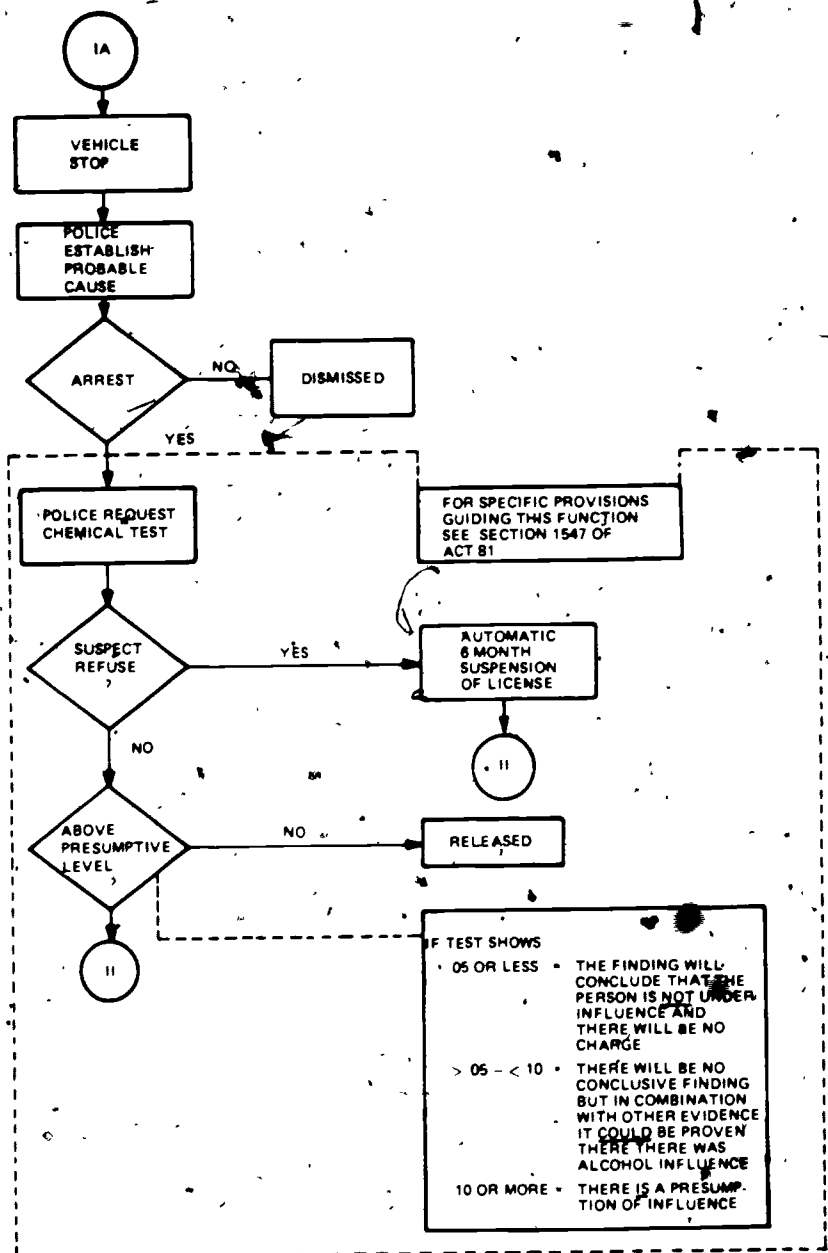 IA
VEHICLE
STOP
POLICE
ESTABLISH
PROBABLE
CAUSE
ARREST
NO
DISMISSED
YES
POLICE REQUEST
CHEMICAL TEST
FOR SPECIFIC PROVISIONS
GUIDING THIS FUNCTION
SEE SECTION 1547 OF
ACT 81
SUSPECT
REFUSE
?
YES
AUTOMATIC
6 MONTH
SUSPENSION
OF LICENSE
II
NO
ABOVE
PRESUMPTIVE
LEVEL
?
NO
RELEASED
II
IF TEST SHOWS
05 OR LESS = THE FINDING WILL
CONCLUDE THAT THE
PERSON IS NOT UNDER
INFLUENCE AND
THERE WILL BE NO
CHARGE
> 05 - < 10 = THERE WILL BE NO
CONCLUSIVE FINDING
BUT IN COMBINATION
WITH OTHER EVIDENCE
IT COULD BE PROVEN
THERE THERE WAS
ALCOHOL INFLUENCE
10 OR MORE = THERE IS A PRESUMP-
TION OF INFLUENCE